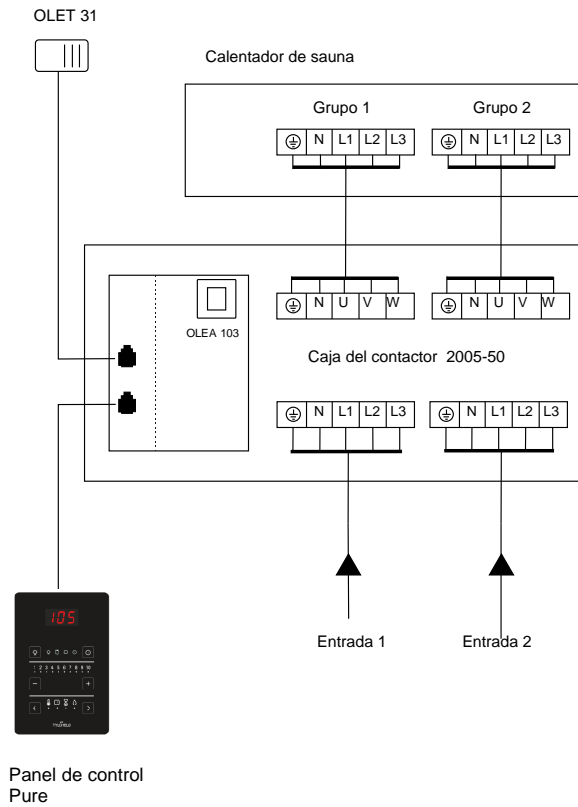 OLET 31
Calentador de sauna
Grupo 1
Grupo 2
N L1 L2 L3
N L1 L2 L3
N U V W
N U V W
OLEA 103
Caja del contactor 2005-50
N L1 L2 L3
N L1 L2 L3
Entrada 1
Entrada 2
105
1 2 3 4 5 6 7 8 9 10
TYLÖHELO
Panel de control
Pure